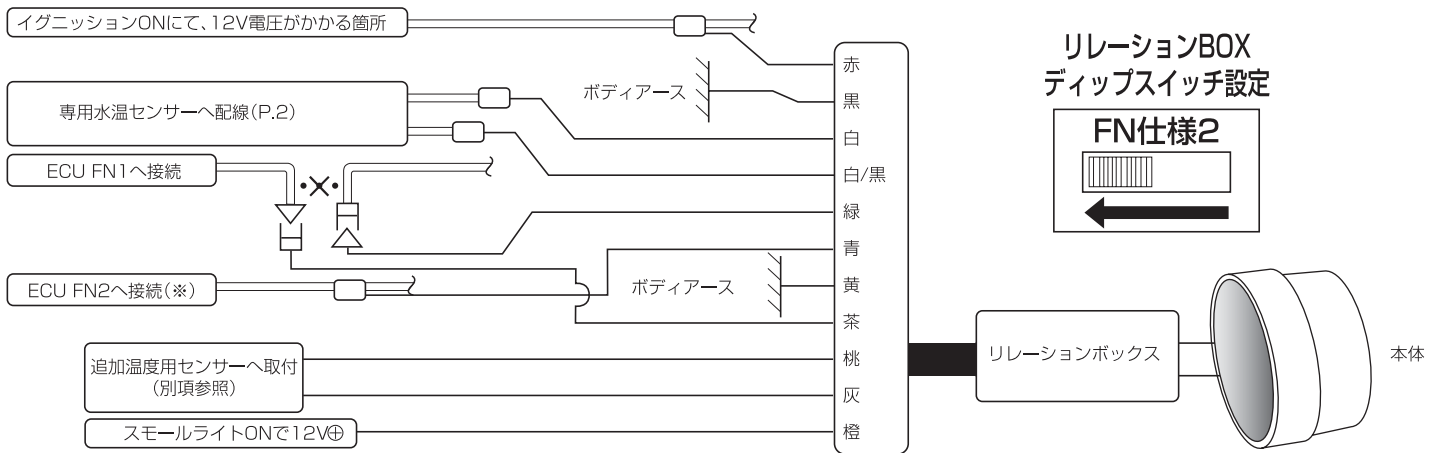 イグニッションONにて、12V電圧がかかる箇所
専用水温センサーへ配線(P.2)
ECU FN1へ接続
ECU FN2へ接続(※)
追加温度用センサーへ取付
(別項参照)
スモールライトONで12V⊕
ボディアース
ボディアース
赤
黒
白
白/黒
緑
青
黄
茶
桃
灰
橙
リレーションBOX
ディップスイッチ設定
FN仕様2
リレーションボックス
本体